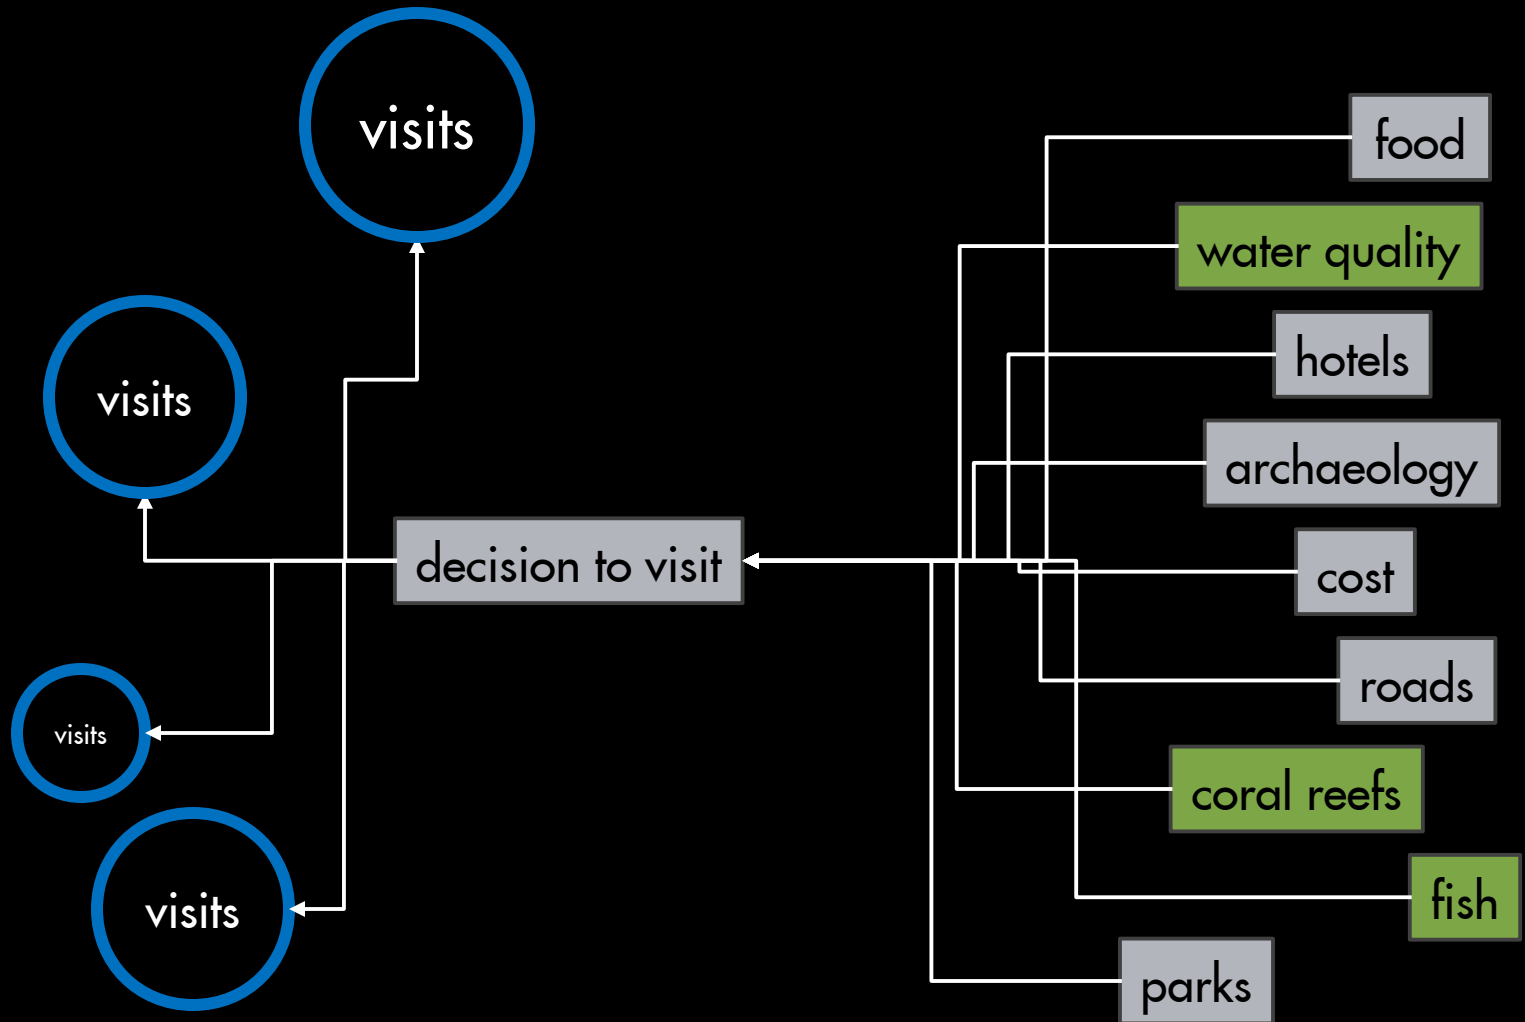 visits
visits
decision to visit
visits
visits
food
water quality
hotels
archaeology
cost
roads
coral reefs
fish
parks